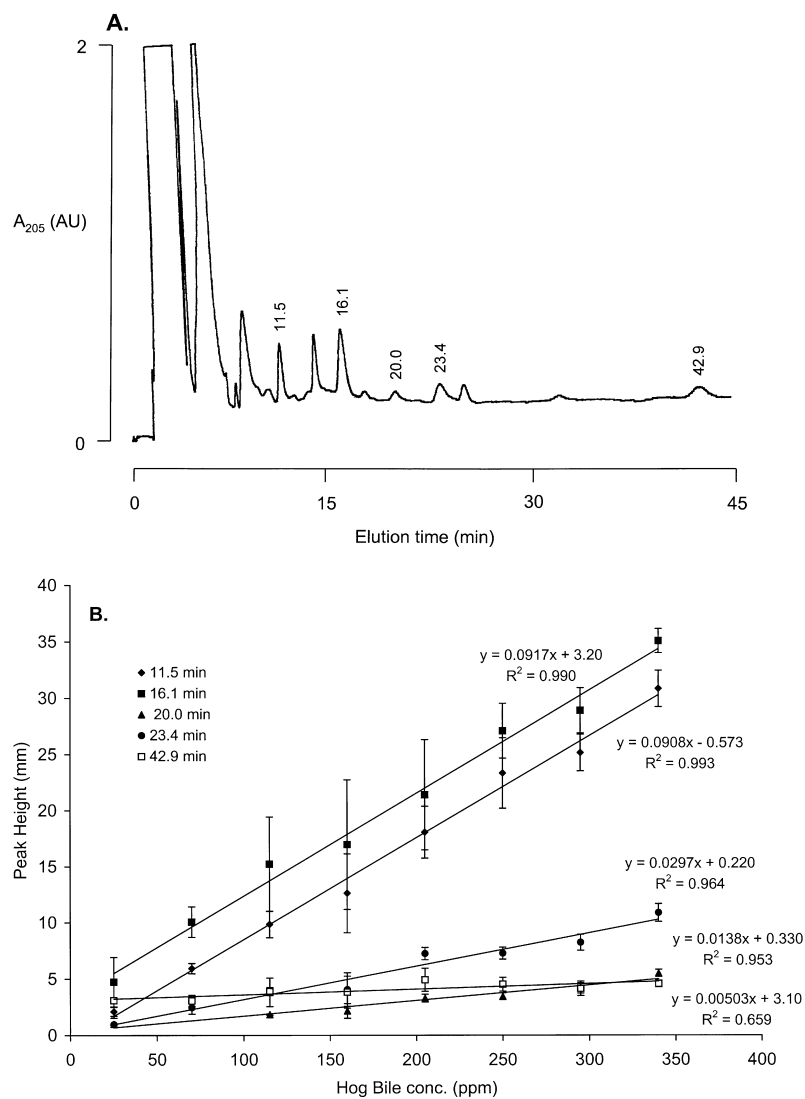 A.
2
A205 (AU)
0
11.5
16.1
20.0
23.4
42.9
0 15 30 45
Elution time (min)
B.
40
35
30
25
20
15
10
5
0
Peak Height (mm)
11.5 min
16.1 min
20.0 min
23.4 min
42.9 min
y = 0.0917x + 3.20
R2 = 0.990
y = 0.0908x - 0.573
R2 = 0.993
y = 0.0297x + 0.220
R2 = 0.964
y = 0.0138x + 0.330
R2 = 0.953
y = 0.00503x + 3.10
R2 = 0.659
0 50 100 150 200 250 300 350 400
Hog Bile conc. (ppm)